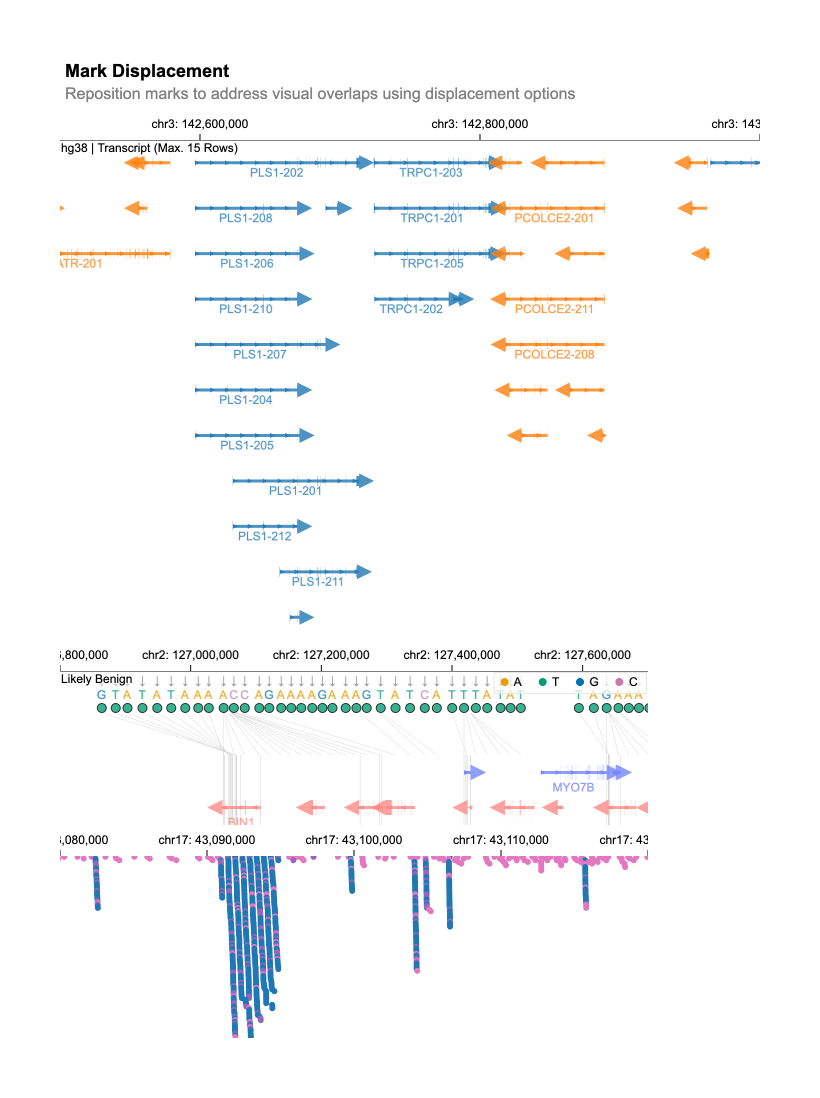 Mark Displacement
Reposition marks to address visual overlaps using displacement options
chr3: 142,600,000 chr3: 142,800,000 chr3: 143
hg38 | Transcript (Max. 15 Rows)
PLS1-202 TRPC1-203
PLS1-208 TRPC1-201 PCOLCE2-201
ATR-201 PLS1-206 TRPC1-205
PLS1-210 TRPC1-202 PCOLCE2-211
PLS1-207 PCOLCE2-208
PLS1-204
PLS1-205
PLS1-201
PLS1-212
PLS1-211
;,800,000 chr2: 127,000,000 chr2: 127,200,000 chr2: 127,400,000 chr2: 127,600,000
Likely Benign A T G C
G T A T A T A A A C C A G A A A A G A A A G T A T C A T T T A T A T T A G A A A
MYO7B
BIN1
;,080,000 chr17: 43,090,000 chr17: 43,100,000 chr17: 43,110,000 chr17: 43